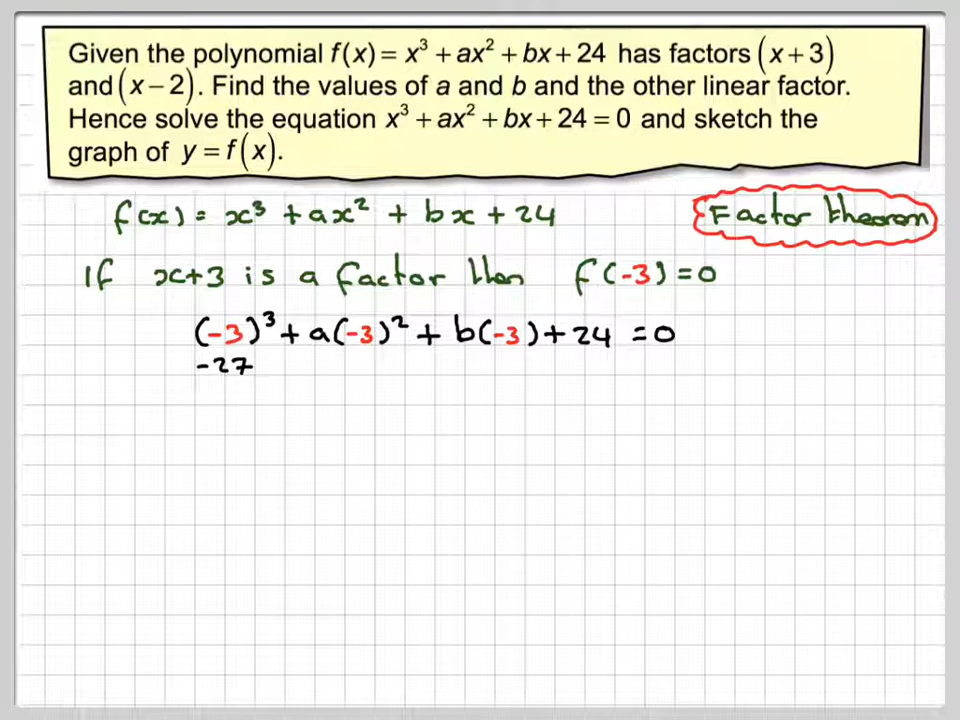 Given the polynomial f(x) = x³ + ax² + bx + 24 has factors (x + 3)
and (x − 2). Find the values of a and b and the other linear factor.
Hence solve the equation x³ + ax² + bx + 24 = 0 and sketch the
graph of y = f(x).
f(x) = x³ + ax² + bx + 24
Factor theorem
If x+3 is a factor then f(-3) = 0
(-3)³ + a(-3)² + b(-3) + 24 = 0
-27